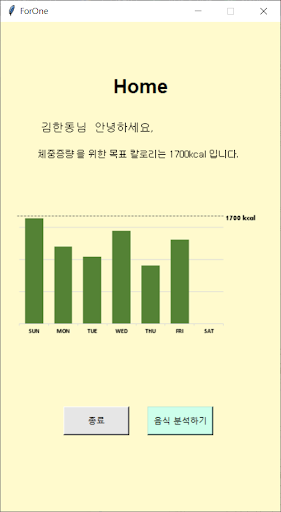 ForOne
Home
김한동님 안녕하세요,
체중증량 을 위한 목표 칼로리는 1700kcal 입니다.
1700 kcal
SUN MON TUE WED THU FRI SAT
종료 음식 분석하기